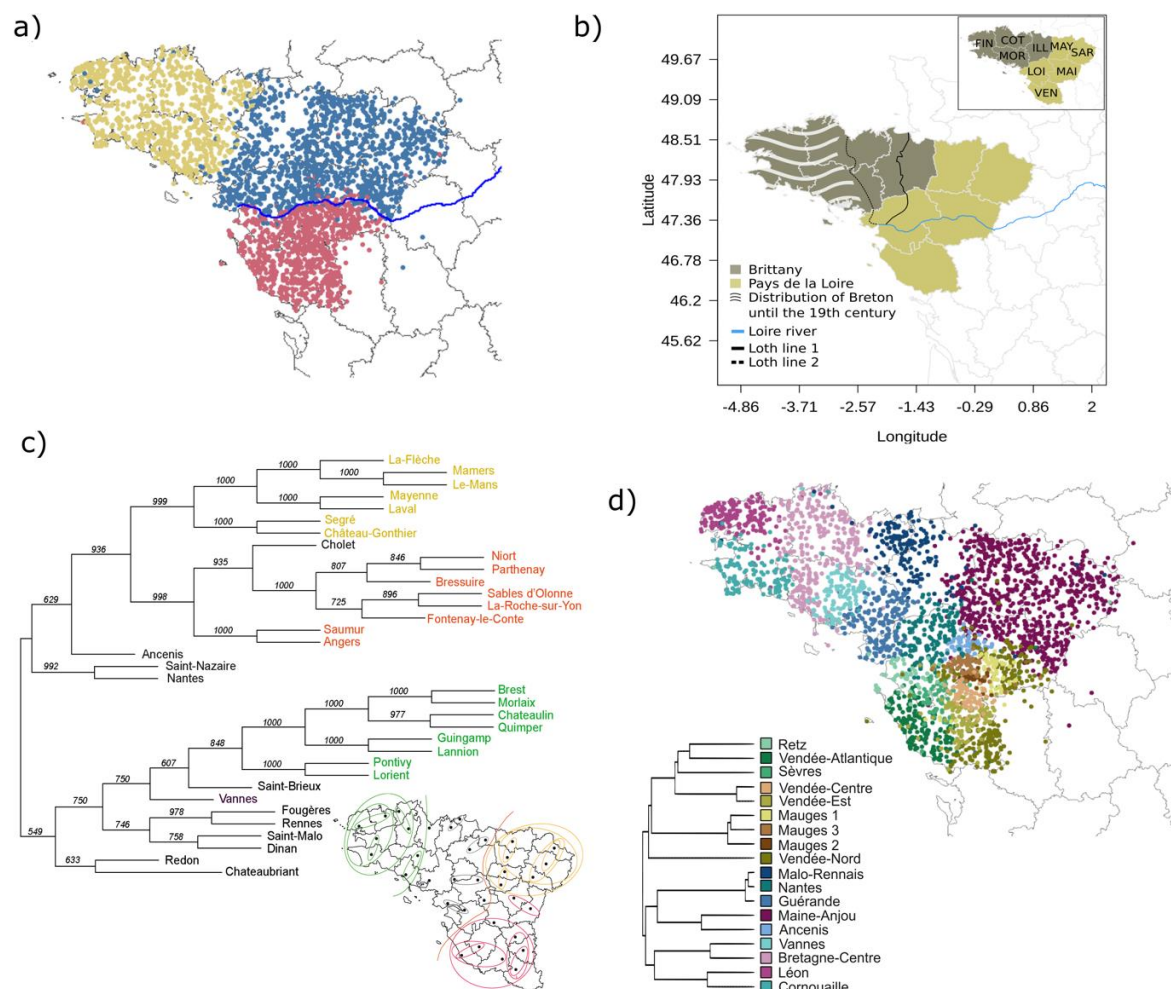 a)
b)
FIN
COT
ILL
MAY
SAR
MOR
LOI
MAI
VEN
49.67
49.09
48.51
47.93
47.36
46.78
46.2
45.62
Latitude
Brittany
Pays de la Loire
Distribution of Breton
until the 19th century
Loire river
Loth line 1
Loth line 2
-4.86
-3.71
-2.57
-1.43
-0.29
0.86
2
Longitude
c)
1000
La-Flèche
1000
1000
Mamers
Le-Mans
999
1000
Mayenne
Laval
1000
Segré
Château-Gonthier
936
935
Cholet
846
Niort
Parthenay
807
Bressuire
1000
998
896
Sables d'Olonne
La-Roche-sur-Yon
725
Fontenay-le-Conte
629
1000
Saumur
Angers
Ancenis
992
Saint-Nazaire
Nantes
1000
Brest
Morlaix
1000
977
Chateaulin
Quimper
1000
1000
Guingamp
Lannion
848
1000
Pontivy
Lorient
607
Saint-Brieux
750
Vannes
750
978
Fougères
Rennes
746
758
Saint-Malo
Dinan
549
633
Redon
Chateaubriant
d)
Retz
Vendée-Atlantique
Sèvres
Vendée-Centre
Vendée-Est
Mauges 1
Mauges 3
Mauges 2
Vendée-Nord
Malo-Rennais
Nantes
Guérande
Maine-Anjou
Ancenis
Vannes
Bretagne-Centre
Léon
Cornouaille